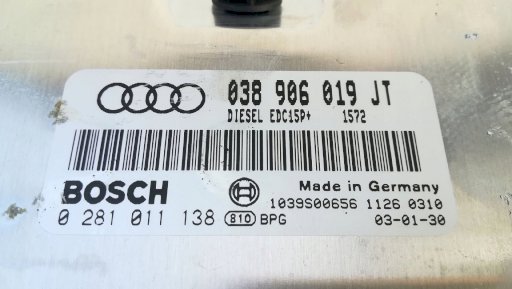 038 906 019 JT
DIESEL EDC15P+ 1572
BOSCH
Made in Germany
1039S00656 1126 0310
0 281 011 138 810 BPG 03-01-30